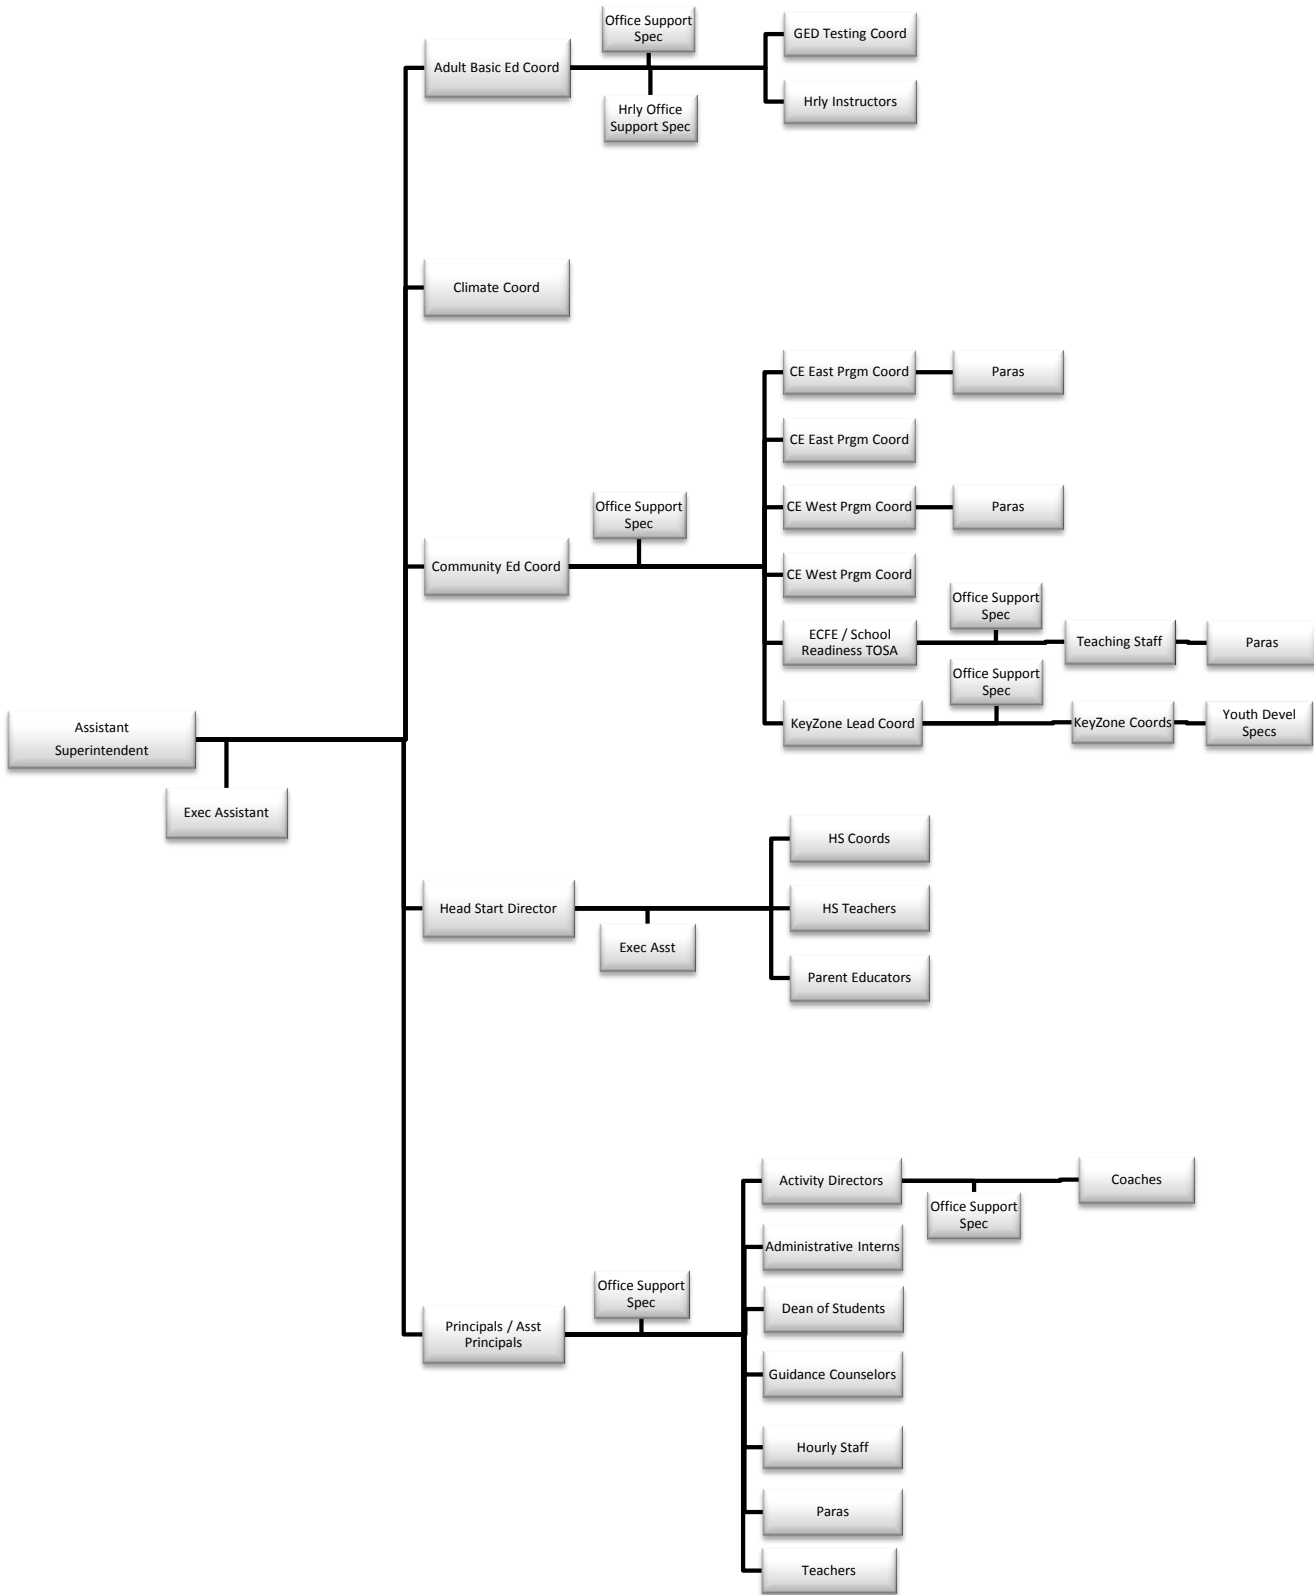 Office Support
Spec
GED Testing Coord
Adult Basic Ed Coord
Hrly Office
Support Spec
Hrly Instructors
Climate Coord
CE East Prgm Coord
Paras
CE East Prgm Coord
Office Support
Spec
CE West Prgm Coord
Paras
Community Ed Coord
CE West Prgm Coord
Office Support
Spec
ECFE / School
Readiness TOSA
Teaching Staff
Paras
Office Support
Spec
KeyZone Lead Coord
KeyZone Coords
Youth Devel
Specs
Assistant
Superintendent
Exec Assistant
HS Coords
Head Start Director
HS Teachers
Exec Asst
Parent Educators
Activity Directors
Coaches
Office Support
Spec
Administrative Interns
Office Support
Spec
Dean of Students
Principals / Asst
Principals
Guidance Counselors
Hourly Staff
Paras
Teachers